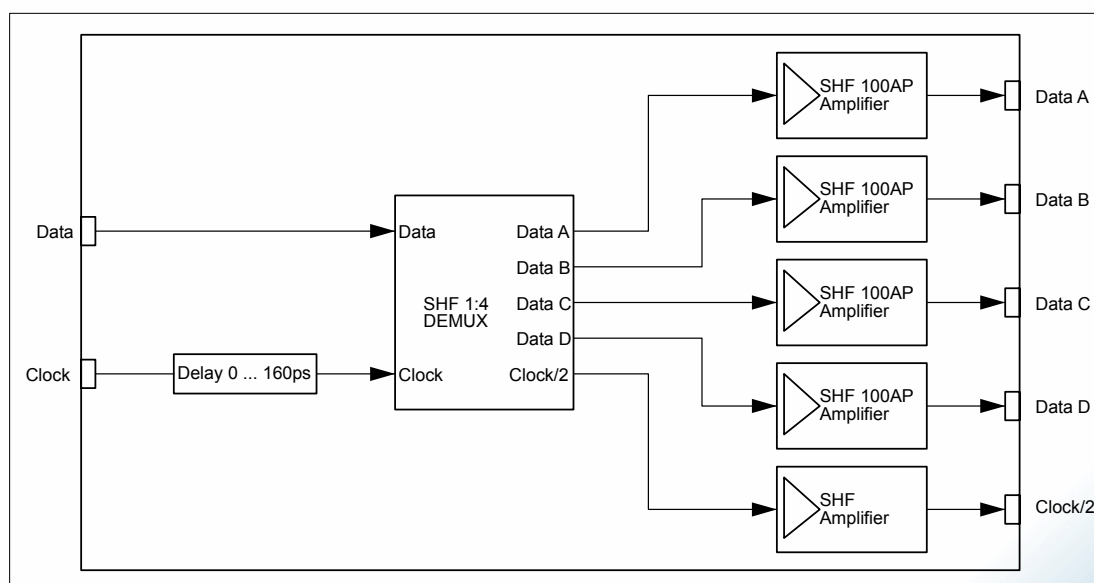 SHF 100AP
Amplifier
Data A
SHF 100AP
Amplifier
Data B
Data
Data
Data A
Data B
SHF 1:4
DEMUX
Data C
SHF 100AP
Amplifier
Data C
Data D
Clock
Delay 0 ... 160ps
Clock
Clock/2
SHF 100AP
Amplifier
Data D
SHF
Amplifier
Clock/2